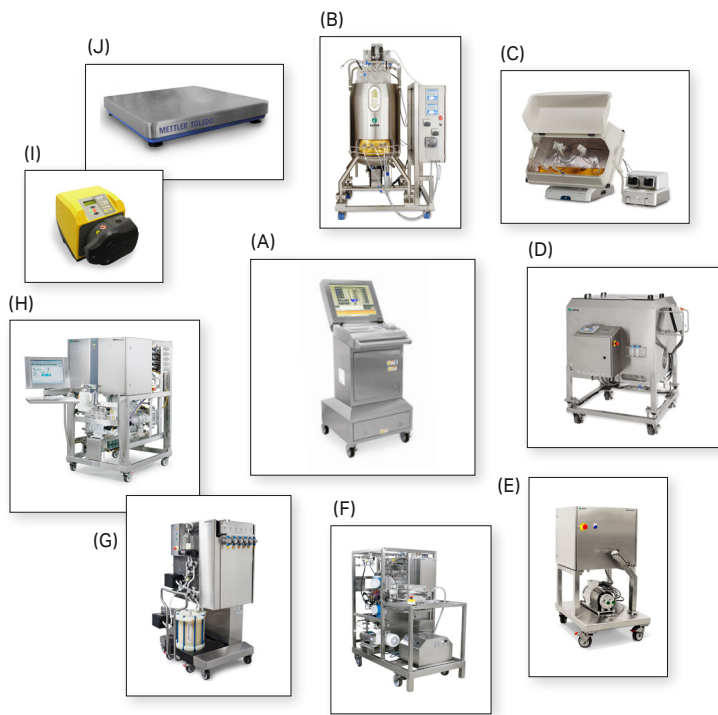 (B)
(J)
(C)
METTLER TOLEDO
(I)
(A)
(D)
(H)
(E)
(F)
(G)